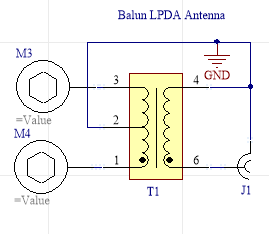 Balun LPDA Antenna
M3
3
4
GND
=Value
M4
2
1
6
=Value
T1
J1